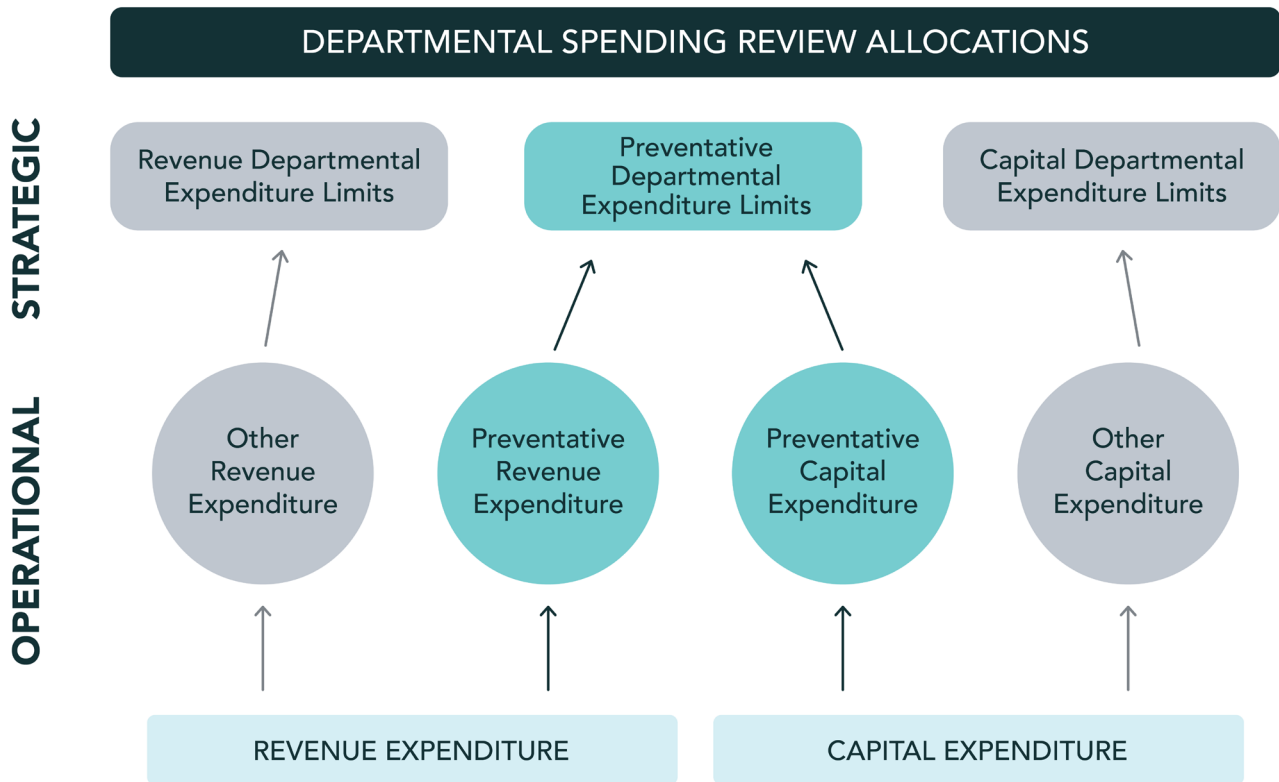 DEPARTMENTAL SPENDING REVIEW ALLOCATIONS
STRATEGIC
Revenue Departmental
Expenditure Limits
Preventative
Departmental
Expenditure Limits
Capital Departmental
Expenditure Limits
OPERATIONAL
Other
Revenue
Expenditure
Preventative
Revenue
Expenditure
Preventative
Capital
Expenditure
Other
Capital
Expenditure
REVENUE EXPENDITURE
CAPITAL EXPENDITURE